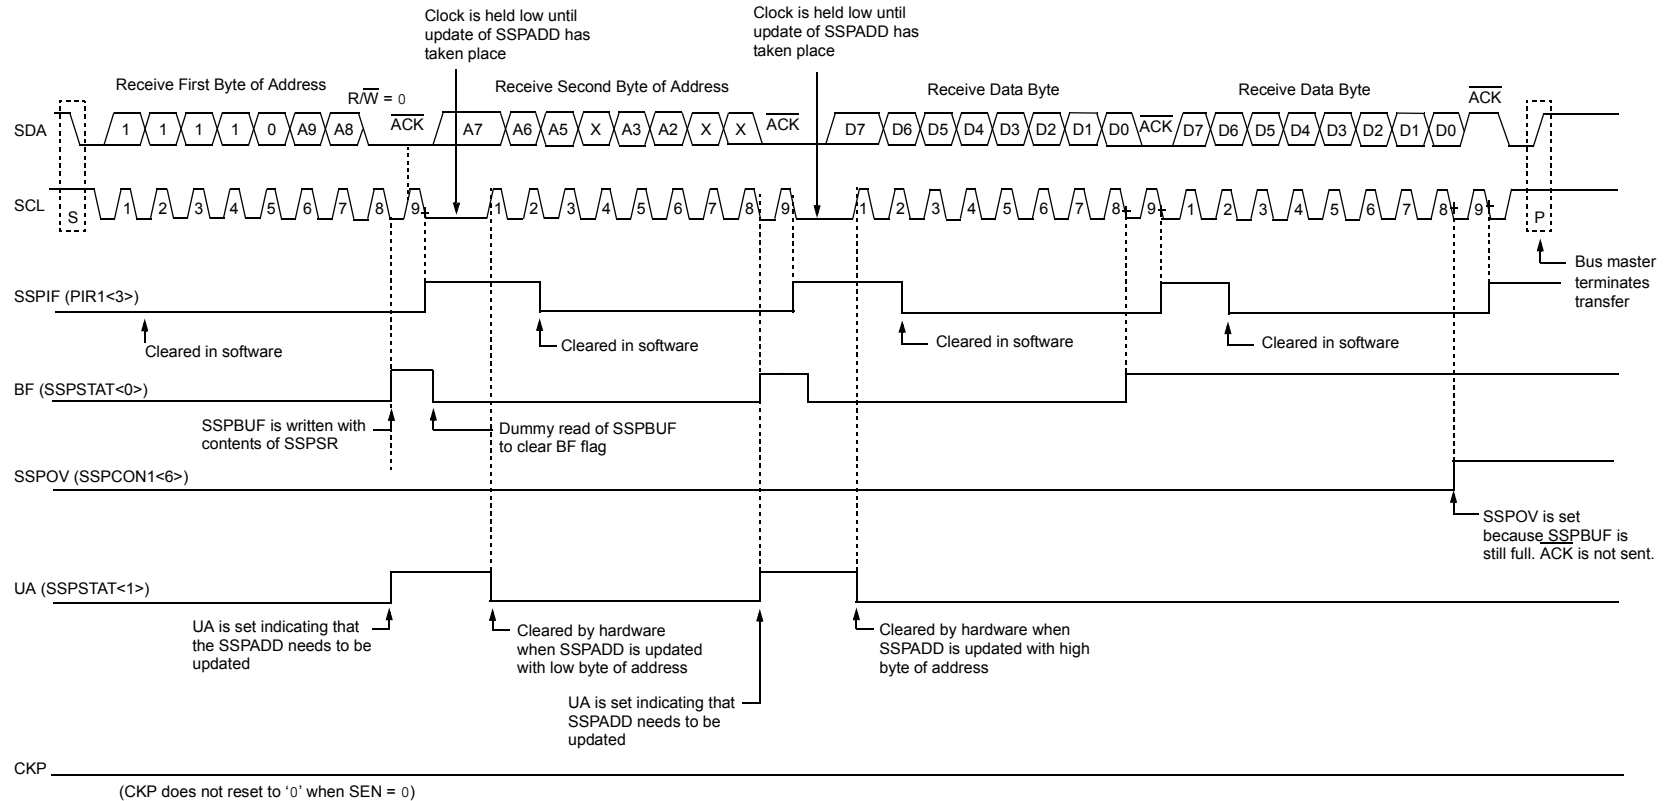 Clock is held low until
update of SSPADD has
taken place
Clock is held low until
update of SSPADD has
taken place
Receive First Byte of Address
R/W = 0
ACK
Receive Second Byte of Address
ACK
Receive Data Byte
ACK
Receive Data Byte
ACK
SDA
1 1 1 1 0 A9 A8
A7 A6 A5 X A3 A2 X X
D7 D6 D5 D4 D3 D2 D1 D0
D7 D6 D5 D4 D3 D2 D1 D0
SCL
S
1 2 3 4 5 6 7 8 9
1 2 3 4 5 6 7 8 9
1 2 3 4 5 6 7 8 9
1 2 3 4 5 6 7 8 9
P
Bus master
terminates
transfer
SSPIF (PIR1<3>)
Cleared in software
Cleared in software
Cleared in software
Cleared in software
BF (SSPSTAT<0>)
SSPBUF is written with
contents of SSPSR
Dummy read of SSPBUF
to clear BF flag
SSPOV (SSPCON1<6>)
SSPOV is set
because SSPBUF is
still full. ACK is not sent.
UA (SSPSTAT<1>)
UA is set indicating that
the SSPADD needs to be
updated
Cleared by hardware
when SSPADD is updated
with low byte of address
UA is set indicating that
SSPADD needs to be
updated
Cleared by hardware when
SSPADD is updated with high
byte of address
CKP
(CKP does not reset to ‘0’ when SEN = 0)